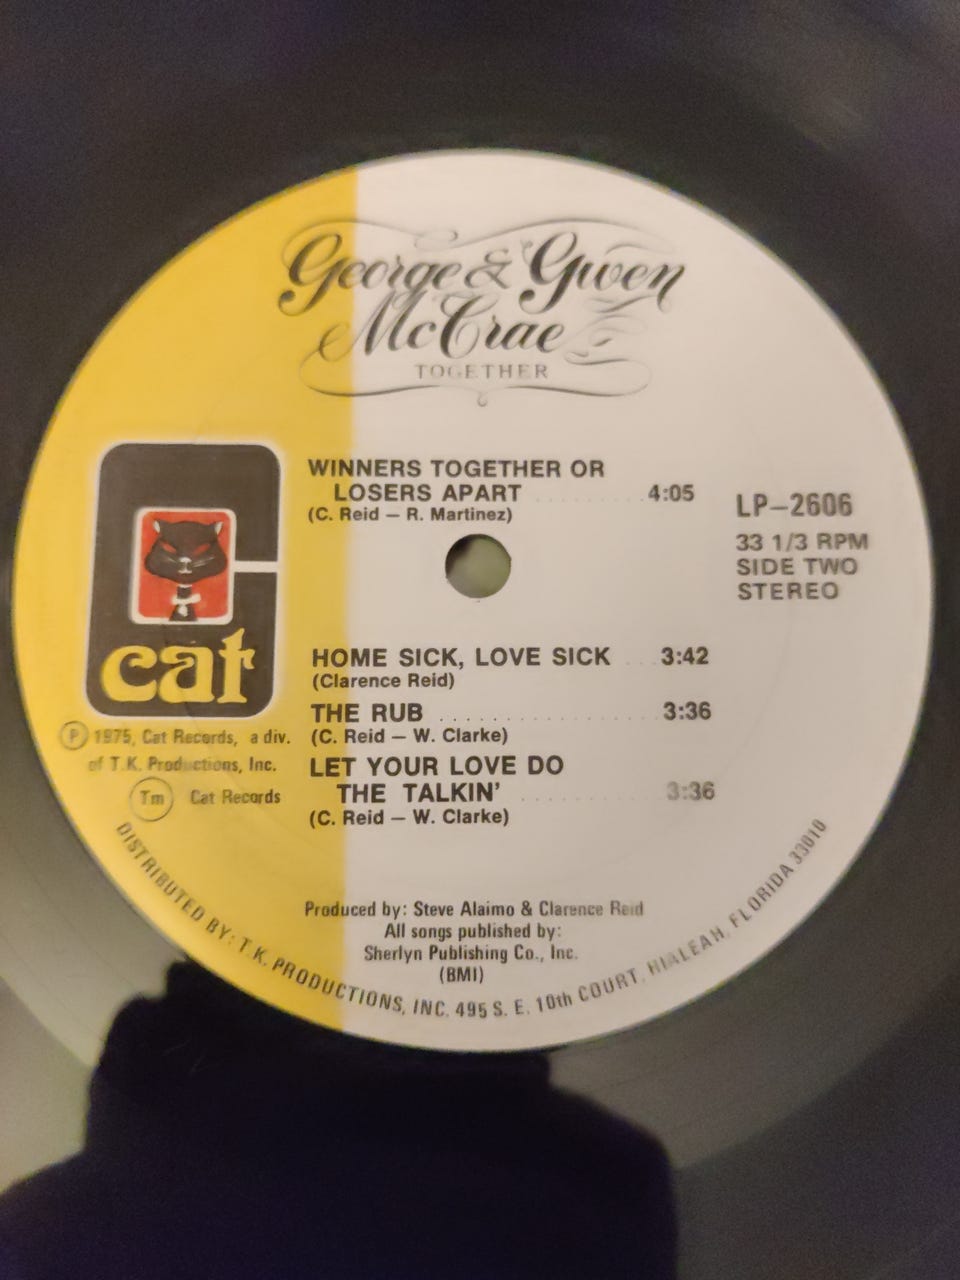 George & Gwen
McCrae
TOGETHER
WINNERS TOGETHER OR
LOSERS APART ............ 4:05
(C. Reid — R. Martinez)
LP-2606
33 1/3 RPM
SIDE TWO
STEREO
HOME SICK, LOVE SICK .... 3:42
(Clarence Reid)
THE RUB ...................... 3:36
(C. Reid — W. Clarke)
LET YOUR LOVE DO
THE TALKIN' .............. 3:36
(C. Reid — W. Clarke)
cat
Ⓟ 1975, Cat Records, a div.
of T.K. Productions, Inc.
Tm Cat Records
Produced by: Steve Alaimo & Clarence Reid
All songs published by:
Sherlyn Publishing Co., Inc.
(BMI)
DISTRIBUTED BY: T.K. PRODUCTIONS, INC. 495 S. E. 10th COURT, HIALEAH, FLORIDA 33010